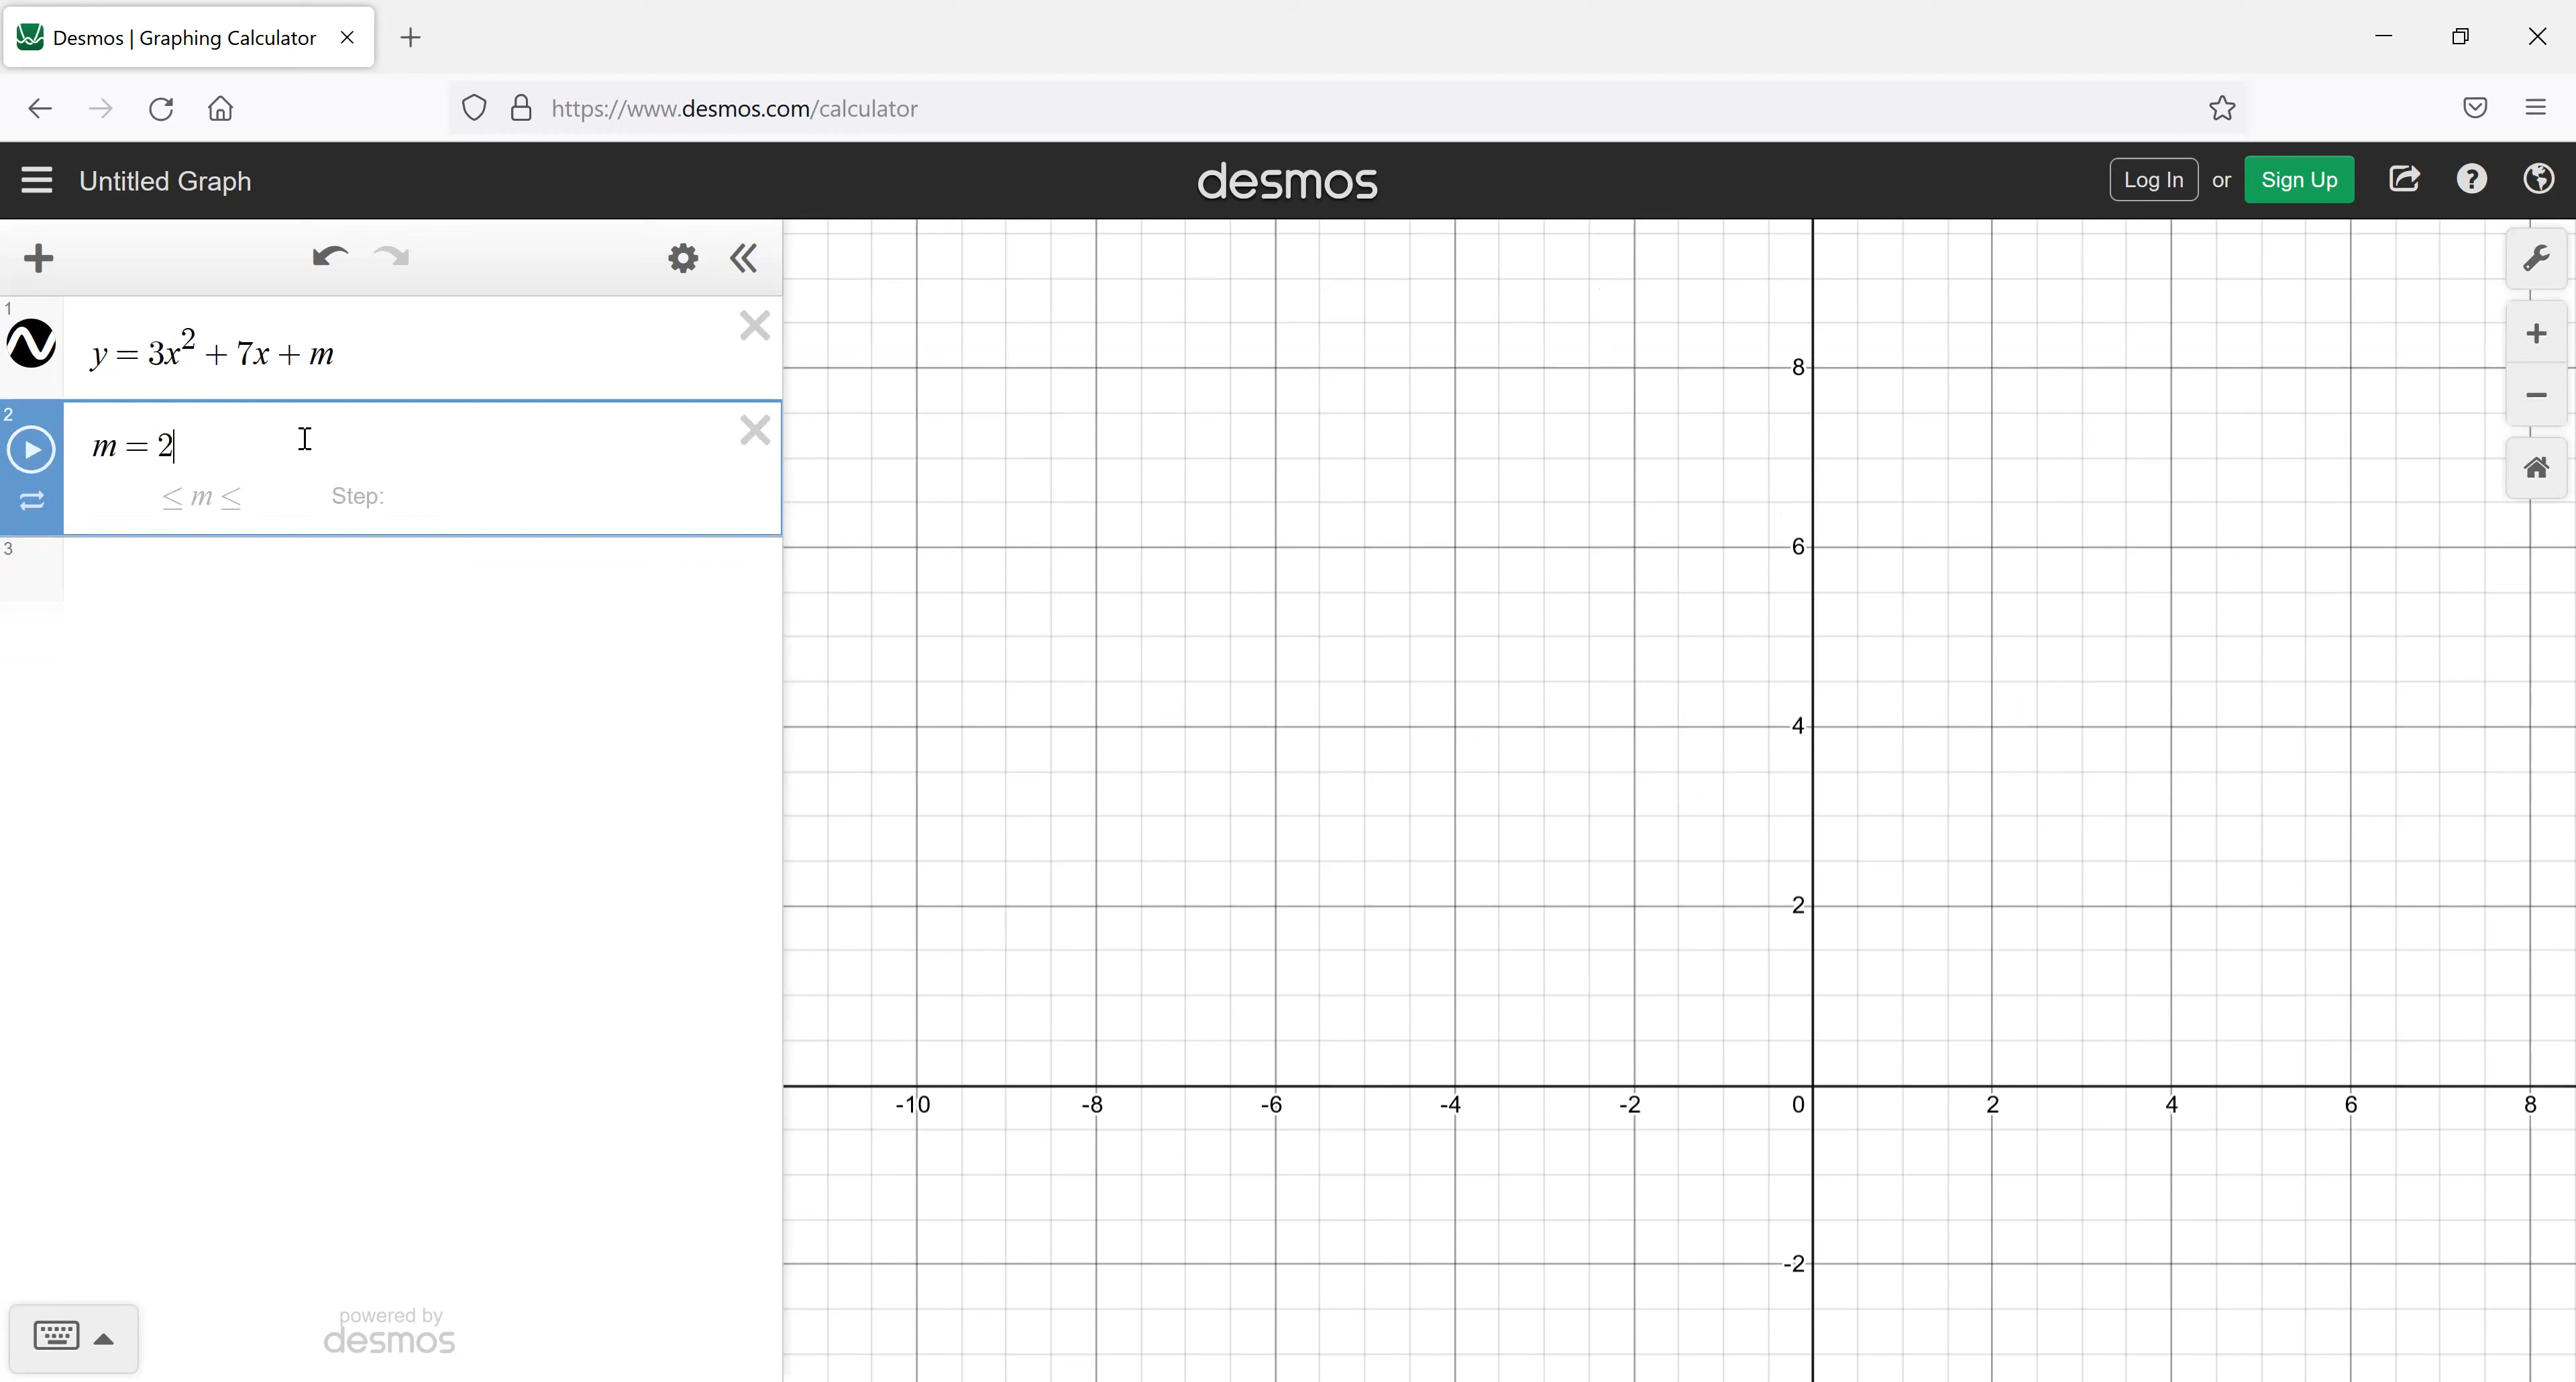 Desmos | Graphing Calculator
https://www.desmos.com/calculator
Untitled Graph
desmos
Log In or Sign Up
1
y = 3x² + 7x + m
2
m = 2
≤ m ≤ Step:
3
8
6
4
2
-10 -8 -6 -4 -2 0 2 4 6 8
-2
powered by
desmos